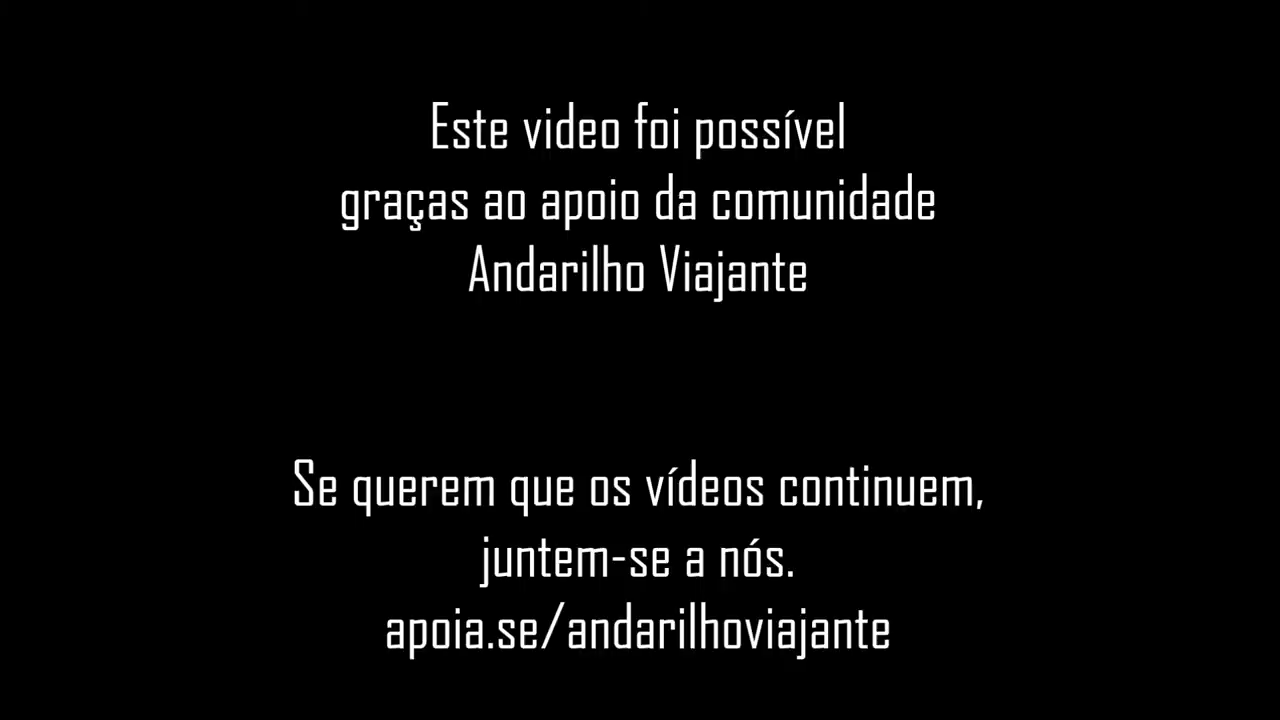 Este video foi possível
graças ao apoio da comunidade
Andarilho Viajante
Se querem que os vídeos continuem,
juntem-se a nós.
apoia.se/andarilhoviajante